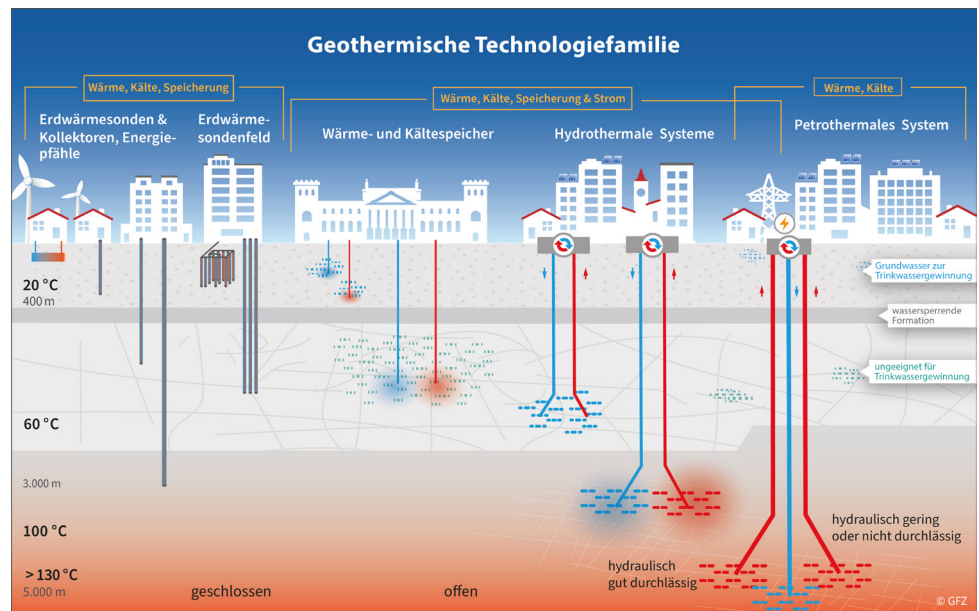 Geothermische Technologiefamilie
Wärme, Kälte, Speicherung
Wärme, Kälte, Speicherung & Strom
Wärme, Kälte
Erdwärmesonden &
Kollektoren, Energie-
pfähle
Erdwärme-
sondenfeld
Wärme- und Kältespeicher
Hydrothermale Systeme
Petrothermales System
20 °C
400 m
60 °C
3.000 m
100 °C
> 130 °C
5.000 m
Grundwasser zur
Trinkwassergewinnung
wassersperrende
Formation
ungeeignet für
Trinkwassergewinnung
hydraulisch gering
oder nicht durchlässig
hydraulisch
gut durchlässig
geschlossen
offen
© GFZ